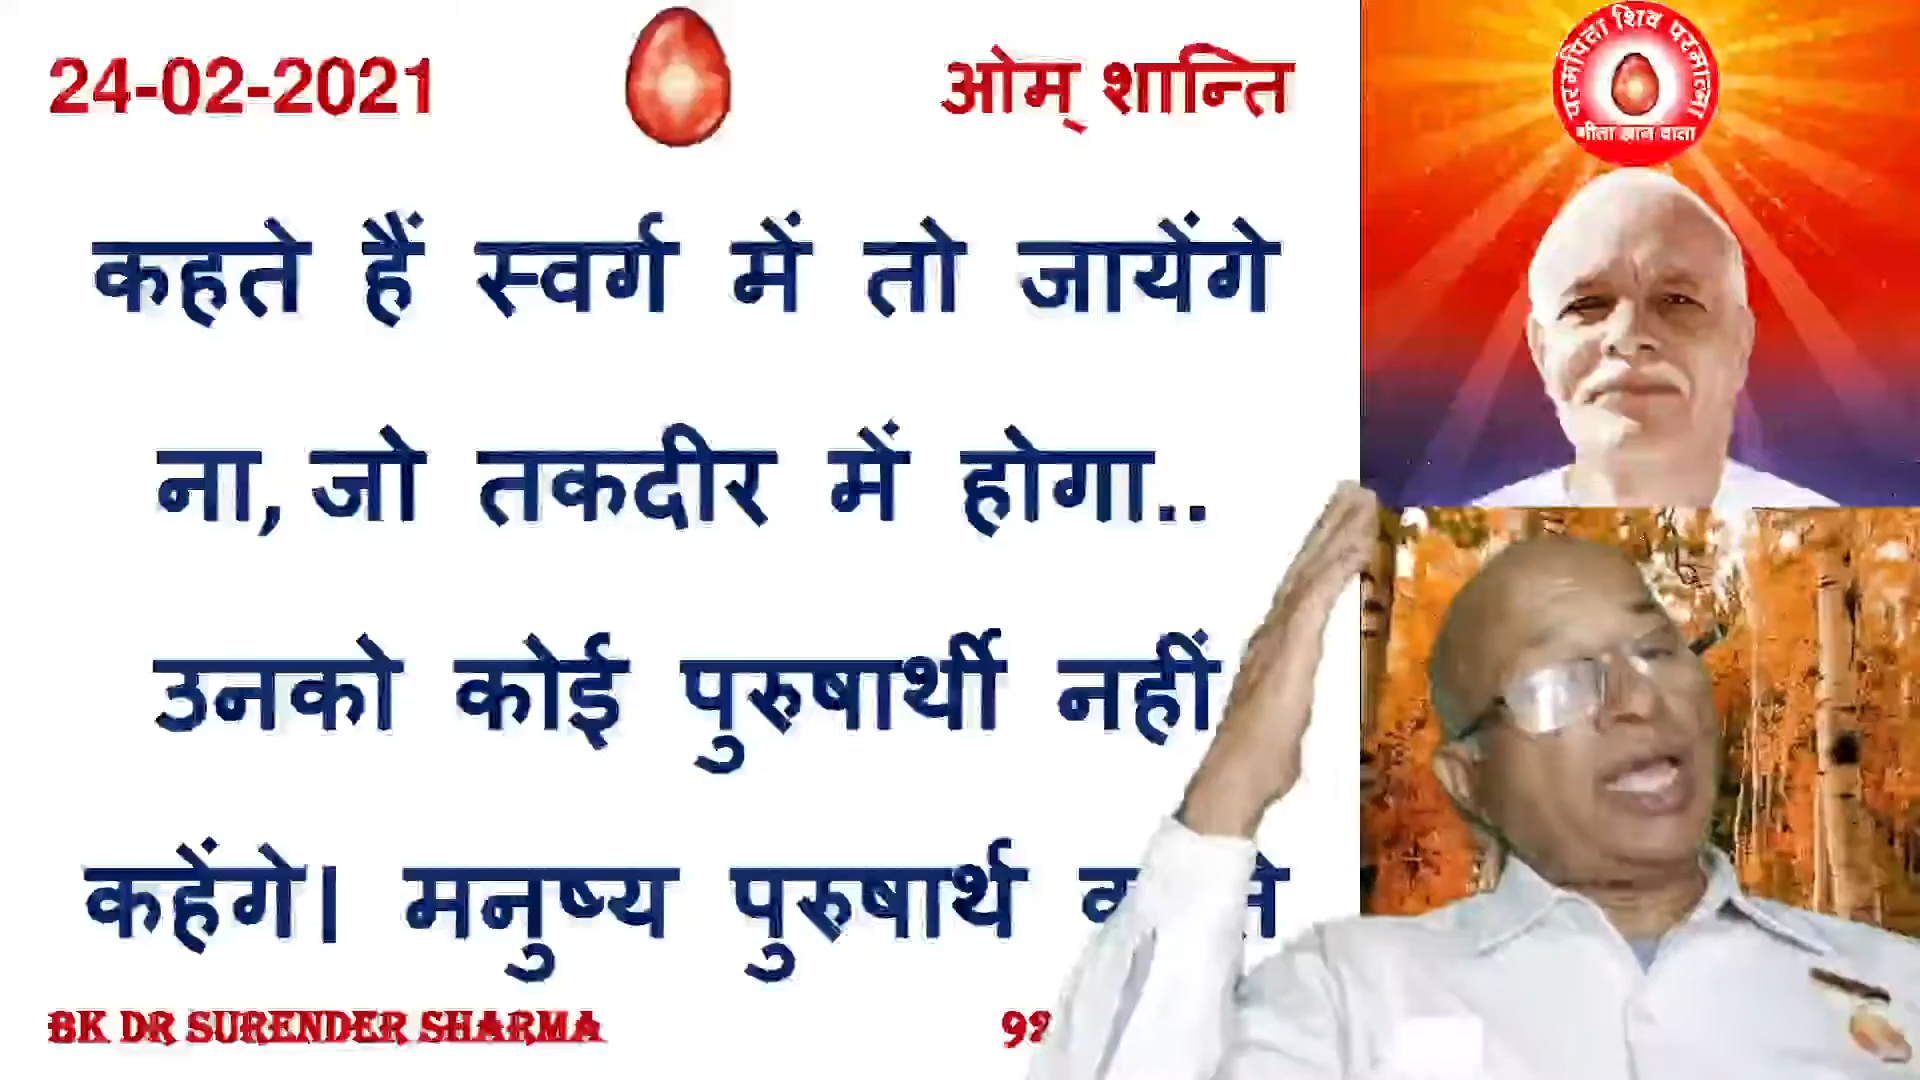 24-02-2021
ओम् शान्ति
परमपिता शिव परमात्मा
गीता ज्ञान दाता
कहते हैं स्वर्ग में तो जायेंगे
ना, जो तकदीर में होगा..
उनको कोई पुरुषार्थी नहीं
कहेंगे। मनुष्य पुरुषार्थ
BK DR SURENDER SHARMA